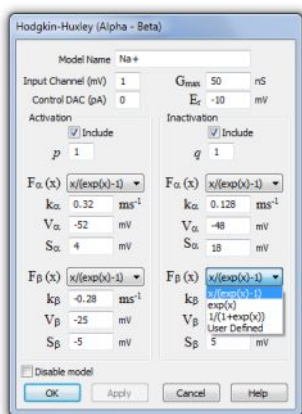 Hodgkin-Huxley (Alpha - Beta)
Model Name Na+
Input Channel (mV) 1 Gmax 50 nS
Control DAC (pA) 0 Er -10 mV
Activation Inactivation
Include Include
p 1 q 1
Fα (x) x/(exp(x)-1) Fα (x) x/(exp(x)-1)
kα 0.32 ms-1 kα 0.128 ms-1
Vα -52 mV Vα -48 mV
Sα 4 mV Sα 18 mV
Fβ (x) x/(exp(x)-1) Fβ (x) x/(exp(x)-1)
kβ -0.28 ms-1 kβ x/(exp(x)-1)
exp(x)
Vβ -25 mV Vβ 1/(1+exp(x))
User Defined
Sβ -5 mV Sβ 5 mV
Disable model
OK Apply Cancel Help